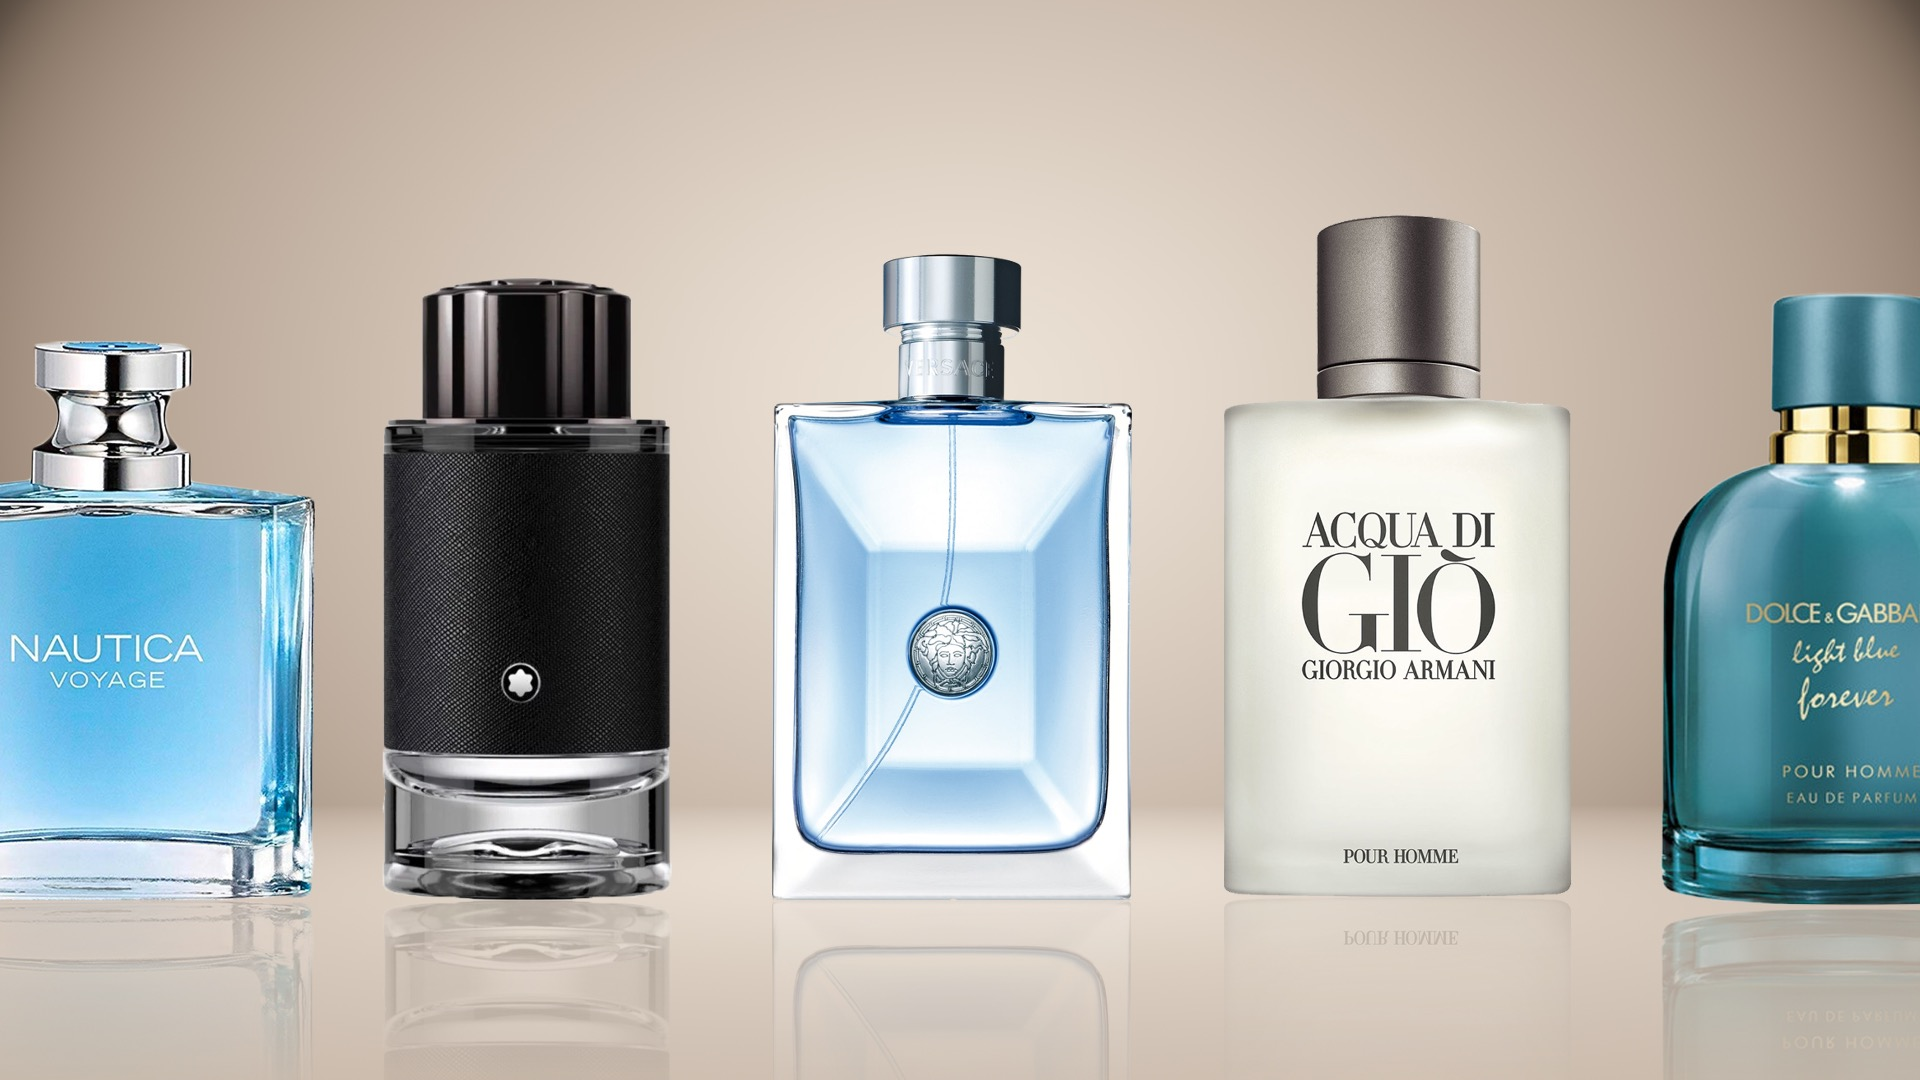 NAUTICA
VOYAGE
VERSACE
ACQUA DI
GIÒ
GIORGIO ARMANI
POUR HOMME
DOLCE & GABBA
light blue
forever
POUR HOMME
EAU DE PARFUM